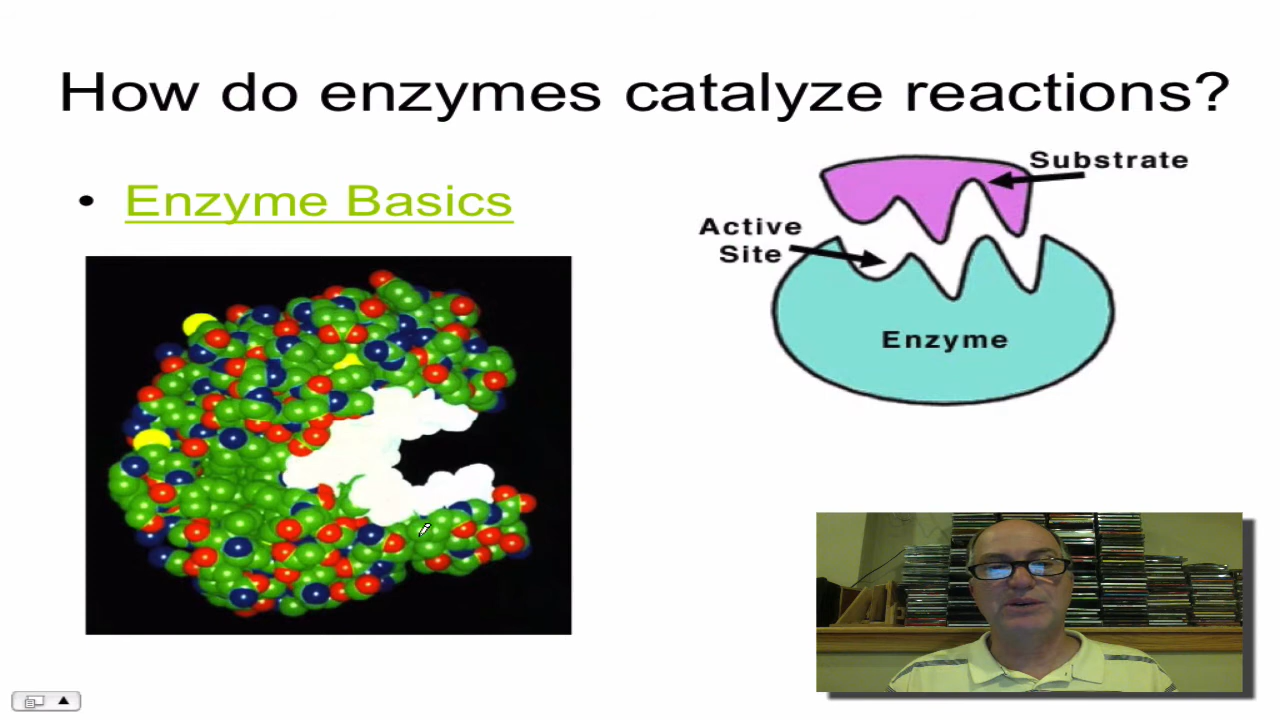 How do enzymes catalyze reactions?
• Enzyme Basics
Substrate
Active
Site
Enzyme